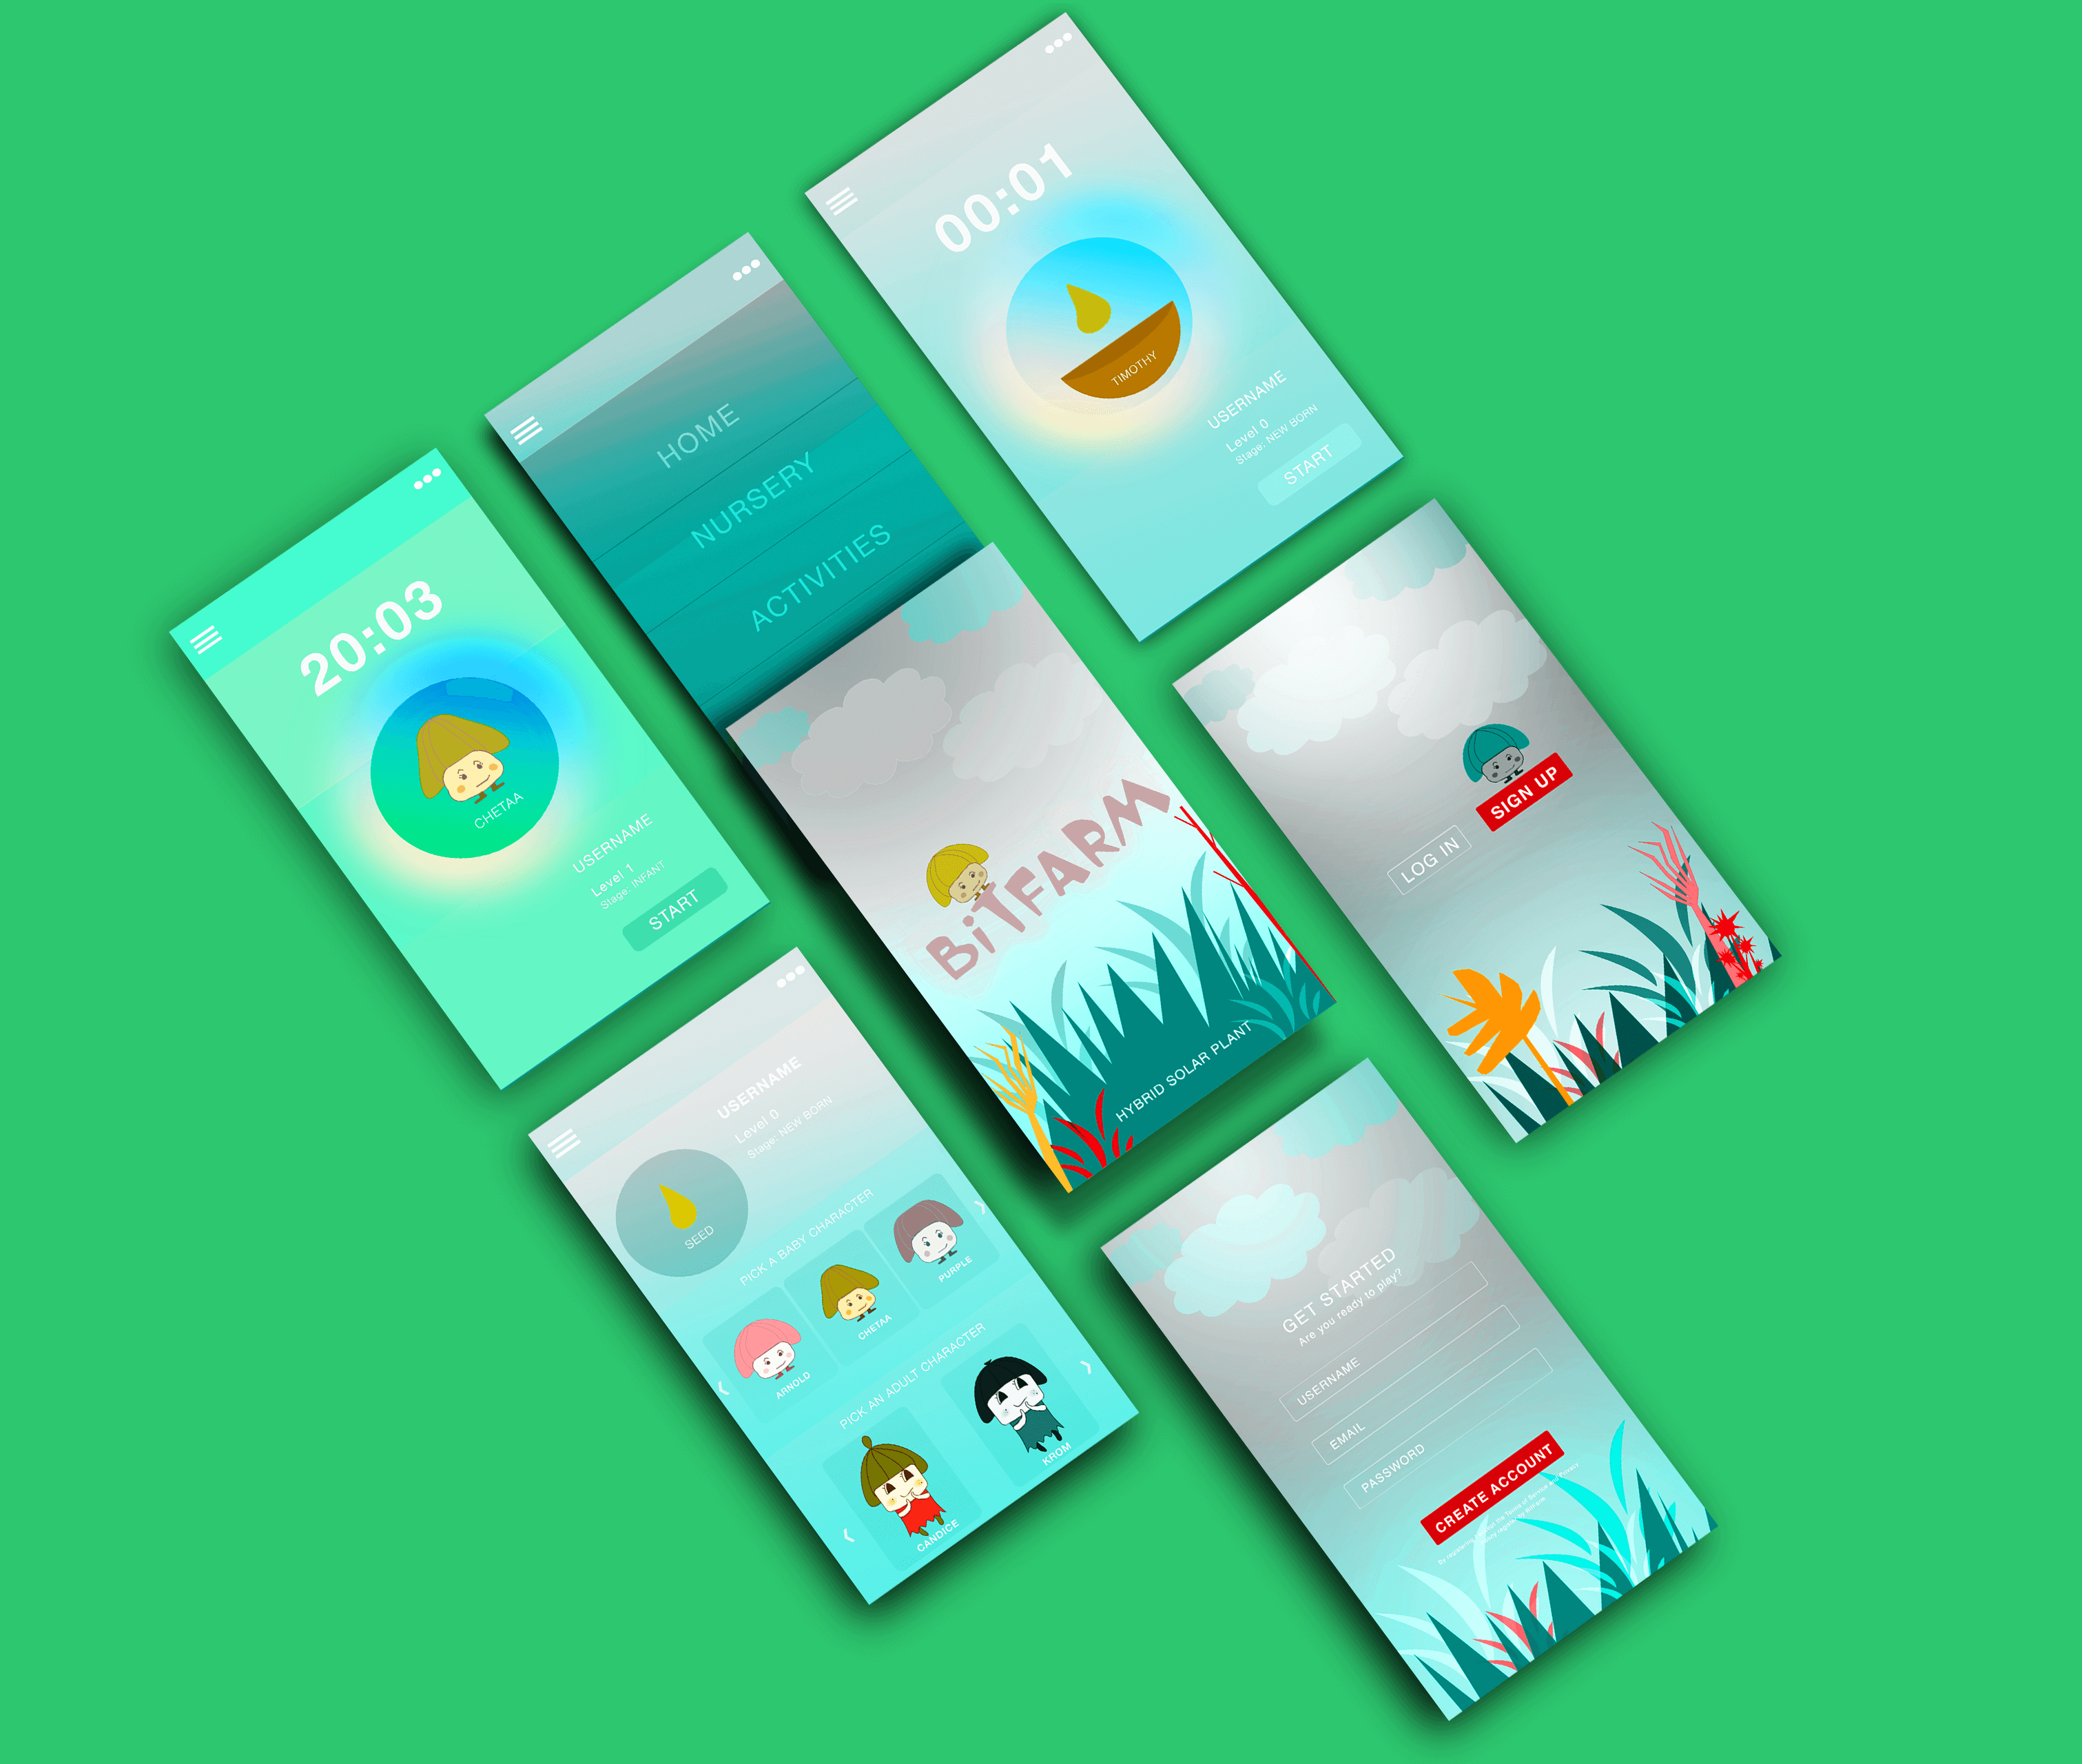 00:01
TIMOTHY
USERNAME
Level 0
Stage: NEW BORN
START
HOME
NURSERY
ACTIVITIES
20:03
CHETAA
USERNAME
Level 1
Stage: INFANT
START
BiTFARM
HYBRID SOLAR PLANT
SIGN UP
LOG IN
USERNAME
Level 0
Stage: NEW BORN
SEED
PICK A BABY CHARACTER
ARNOLD
CHETAA
PURPLE
PICK AN ADULT CHARACTER
CANDICE
KROM
GET STARTED
Are you ready to play?
USERNAME
EMAIL
PASSWORD
CREATE ACCOUNT